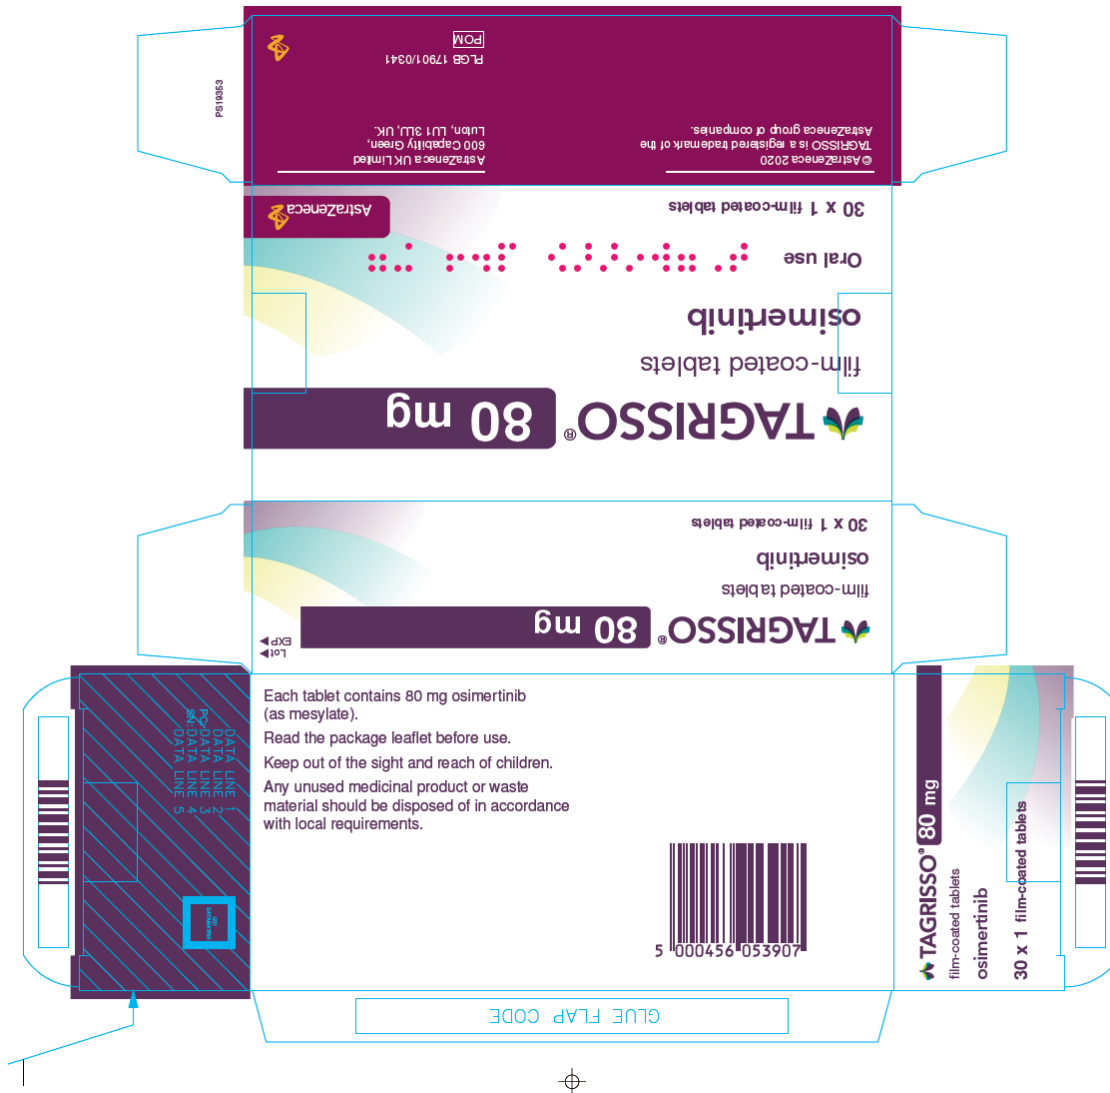 POM
PLGB 17901/0341
AstraZeneca UK Limited
600 Capability Green,
Luton, LU1 3LU, UK.
© AstraZeneca 2020
TAGRISSO is a registered trademark of the
AstraZeneca group of companies.
PS19353
AstraZeneca
30 x 1 film-coated tablets
Oral use
osimertinib
film-coated tablets
TAGRISSO® 80 mg
30 x 1 film-coated tablets
osimertinib
film-coated tablets
TAGRISSO® 80 mg
Lot
EXP
Each tablet contains 80 mg osimertinib
(as mesylate).
Read the package leaflet before use.
Keep out of the sight and reach of children.
Any unused medicinal product or waste
material should be disposed of in accordance
with local requirements.
5 000456 053907
DATA LINE 1
DATA LINE 2
PC: DATA LINE 3
SN: DATA LINE 4
DATA LINE 5
TAGRISSO® 80 mg
film-coated tablets
osimertinib
30 x 1 film-coated tablets
GLUE FLAP CODE